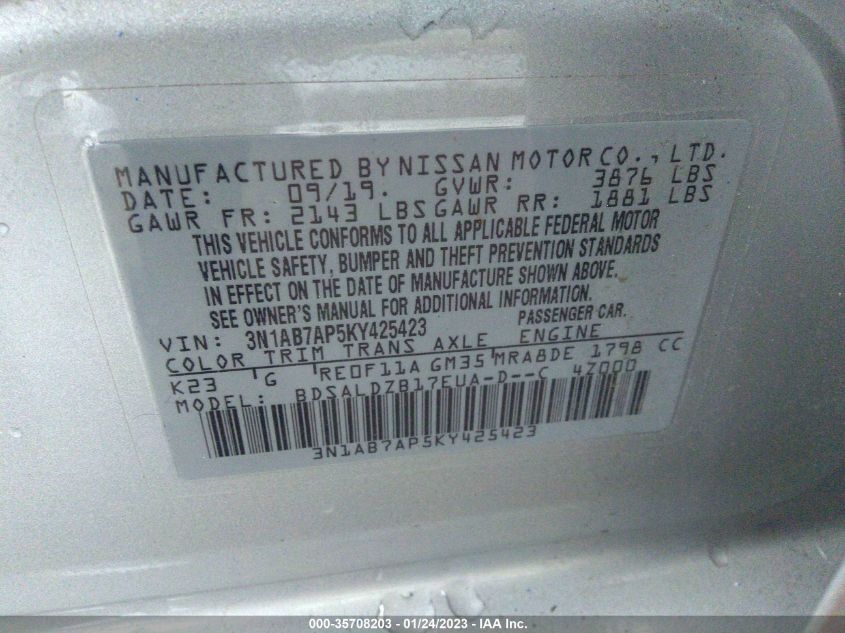 MANUFACTURED BY NISSAN MOTOR CO., LTD.
DATE: 09/19. GVWR: 3876 LBS
GAWR FR: 2143 LBS GAWR RR: 1881 LBS
THIS VEHICLE CONFORMS TO ALL APPLICABLE FEDERAL MOTOR
VEHICLE SAFETY, BUMPER AND THEFT PREVENTION STANDARDS
IN EFFECT ON THE DATE OF MANUFACTURE SHOWN ABOVE.
SEE OWNER'S MANUAL FOR ADDITIONAL INFORMATION.
VIN: 3N1AB7AP5KY425423 PASSENGER CAR.
COLOR TRIM TRANS AXLE ENGINE
K23 G RE0F11A GM35 MRA8DE 1798 CC
MODEL: BDSALDZB17EUA-D--C 4Z000
3N1AB7AP5KY425423
000-35708203 - 01/24/2023 - IAA Inc.